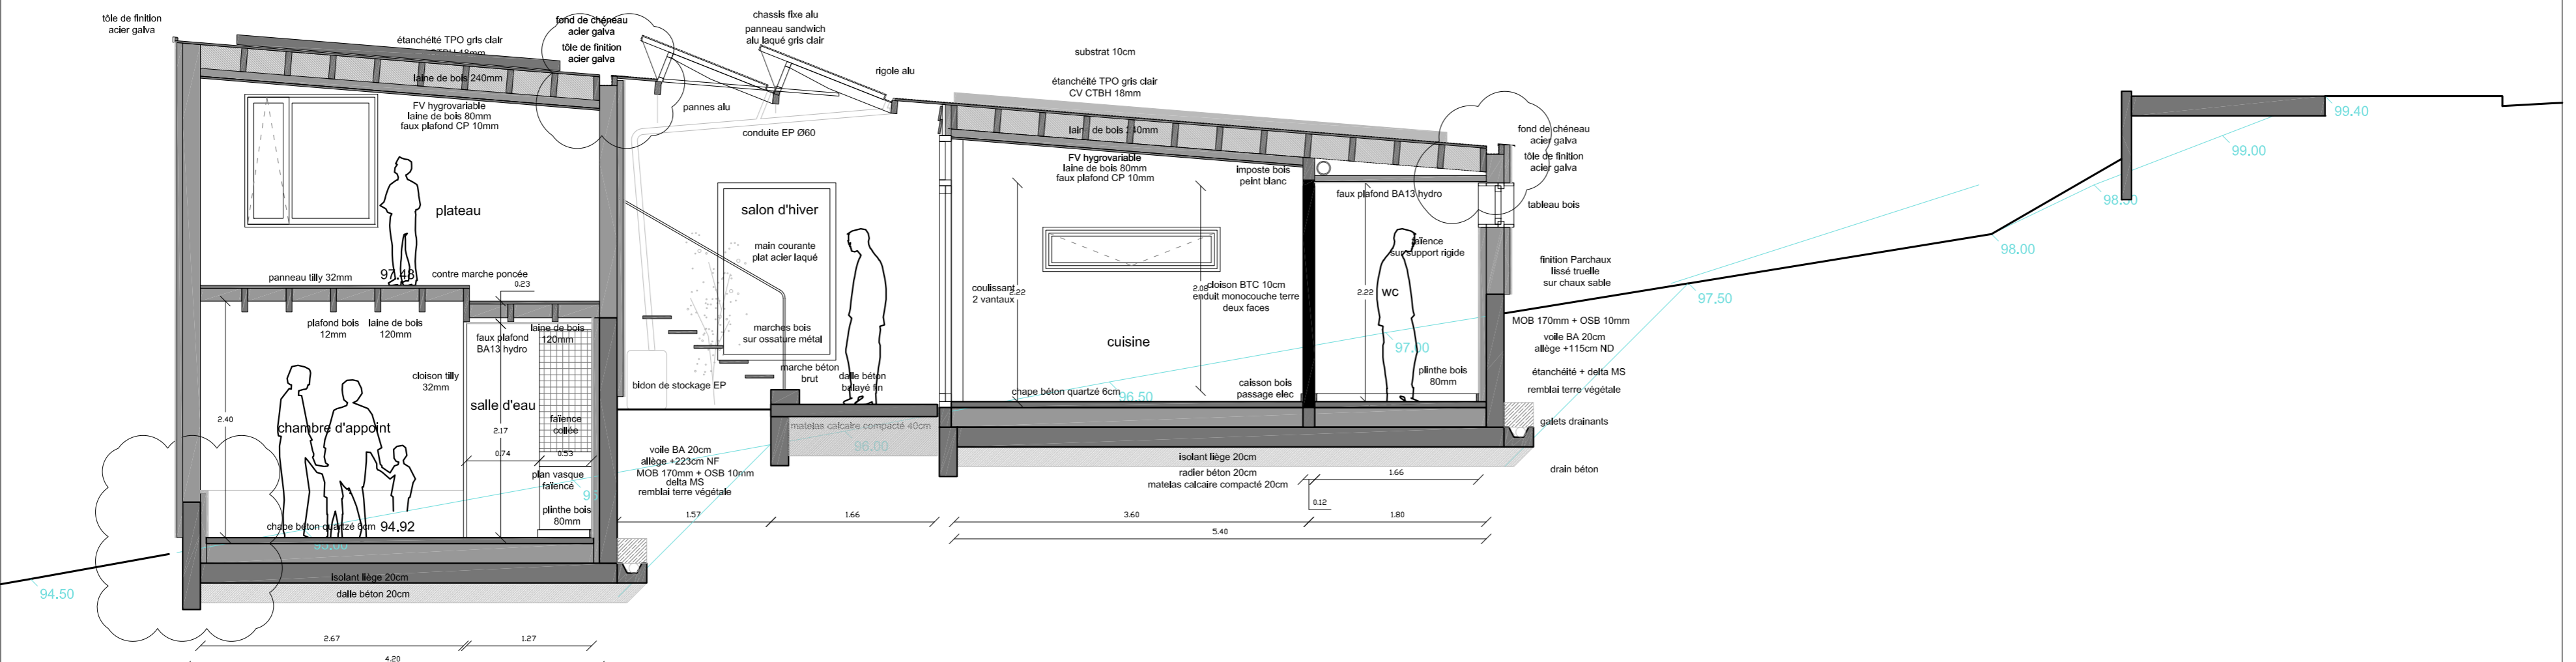 tôle de finition
acier galva
étanchéité TPO gris clair
laine de bois 240mm
FV hygrovariable
laine de bois 80mm
faux plafond CP 10mm
fond de chéneau
acier galva
tôle de finition
acier galva
chassis fixe alu
panneau sandwich
alu laqué gris clair
rigole alu
pannes alu
conduite EP Ø60
substrat 10cm
étanchéité TPO gris clair
CV CTBH 18mm
FV hygrovariable
laine de bois 80mm
faux plafond CP 10mm
imposte bois
peint blanc
faux plafond BA13 hydro
fond de chéneau
acier galva
tôle de finition
acier galva
tableau bois
99.40
99.00
98.00
97.50
plateau
panneau tilly 32mm
97.48
contre marche poncée
0.23
plafond bois
12mm
laine de bois
120mm
faux plafond
BA13 hydro
laine de bois
120mm
cloison tilly
32mm
salle d'eau
2.40
2.17
chambre d'appoint
faïence
collée
0.74
0.53
plan vasque
faïencé
plinthe bois
80mm
chape béton quartzé 6cm
94.92
95.00
isolant liège 20cm
dalle béton 20cm
94.50
2.67
1.27
4.20
salon d'hiver
main courante
plat acier laqué
marches bois
sur ossature métal
marche béton
brut
dalle béton
balayé fin
bidon de stockage EP
matelas calcaire compacté 40cm
96.00
voile BA 20cm
allège +223cm NF
MOB 170mm + OSB 10mm
delta MS
remblai terre végétale
1.57
1.66
coulissant
2 vantaux
2.22
cloison BTC 10cm
enduit monocouche terre
deux faces
cuisine
chape béton quartzé 6cm
96.50
caisson bois
passage elec
2.22
WC
faïence
sur support rigide
97.00
plinthe bois
80mm
isolant liège 20cm
radier béton 20cm
matelas calcaire compacté 20cm
1.66
0.12
3.60
1.80
5.40
finition Parchaux
lissé truelle
sur chaux sable
MOB 170mm + OSB 10mm
voile BA 20cm
allège +115cm ND
étanchéité + delta MS
remblai terre végétale
galets drainants
drain béton